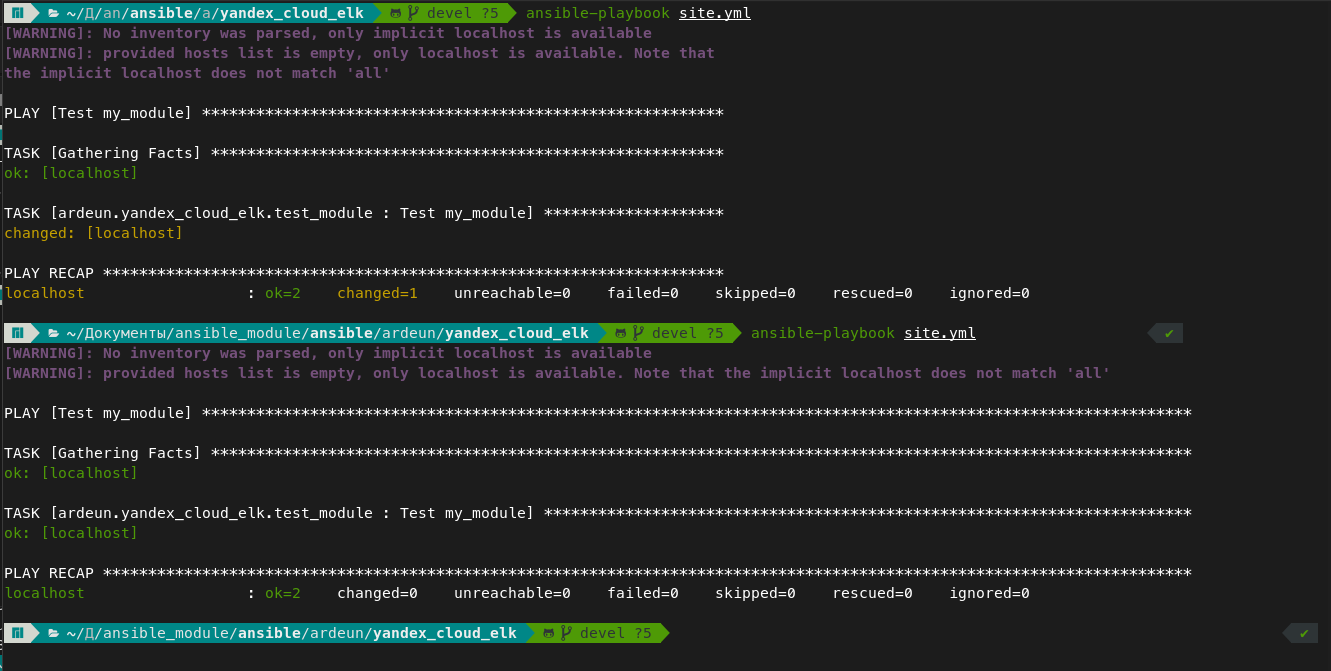 ~/Д/an/ansible/a/yandex_cloud_elk devel ?5 ansible-playbook site.yml
[WARNING]: No inventory was parsed, only implicit localhost is available
[WARNING]: provided hosts list is empty, only localhost is available. Note that
the implicit localhost does not match 'all'
PLAY [Test my_module] **********************************************************
TASK [Gathering Facts] *********************************************************
ok: [localhost]
TASK [ardeun.yandex_cloud_elk.test_module : Test my_module] ********************
changed: [localhost]
PLAY RECAP *********************************************************************
localhost : ok=2 changed=1 unreachable=0 failed=0 skipped=0 rescued=0 ignored=0
~/Документы/ansible_module/ansible/ardeun/yandex_cloud_elk devel ?5 ansible-playbook site.yml ✔
[WARNING]: No inventory was parsed, only implicit localhost is available
[WARNING]: provided hosts list is empty, only localhost is available. Note that the implicit localhost does not match 'all'
PLAY [Test my_module] **************************************************************************************************************
TASK [Gathering Facts] *************************************************************************************************************
ok: [localhost]
TASK [ardeun.yandex_cloud_elk.test_module : Test my_module] ************************************************************************
ok: [localhost]
PLAY RECAP *************************************************************************************************************************
localhost : ok=2 changed=0 unreachable=0 failed=0 skipped=0 rescued=0 ignored=0
~/Д/ansible_module/ansible/ardeun/yandex_cloud_elk devel ?5 ✔